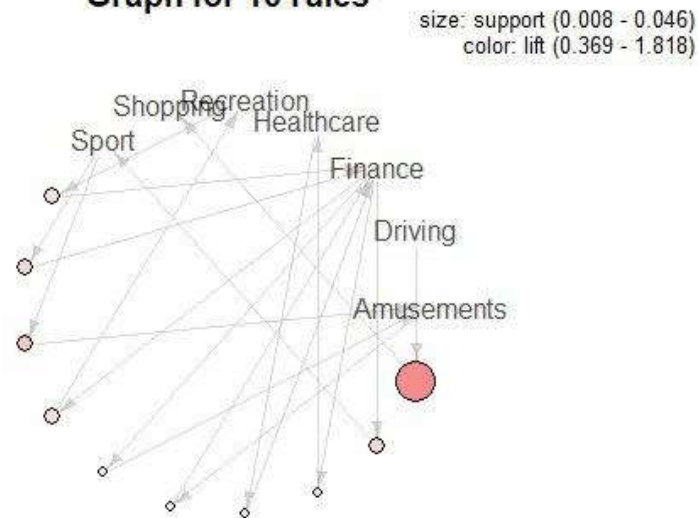 Graph for 10 rules
size: support (0.008 - 0.046)
color: lift (0.369 - 1.818)
Recreation
Shopping
Healthcare
Sport
Finance
Driving
Amusements